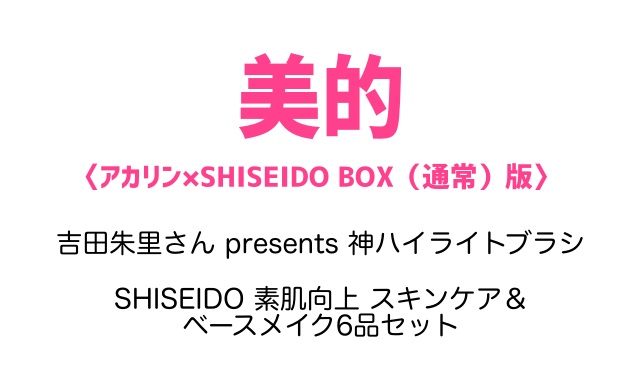 美的
〈アカリン×SHISEIDO BOX（通常）版〉
吉田朱里さん presents 神ハイライトブラシ
SHISEIDO 素肌向上 スキンケア＆
ベースメイク6品セット